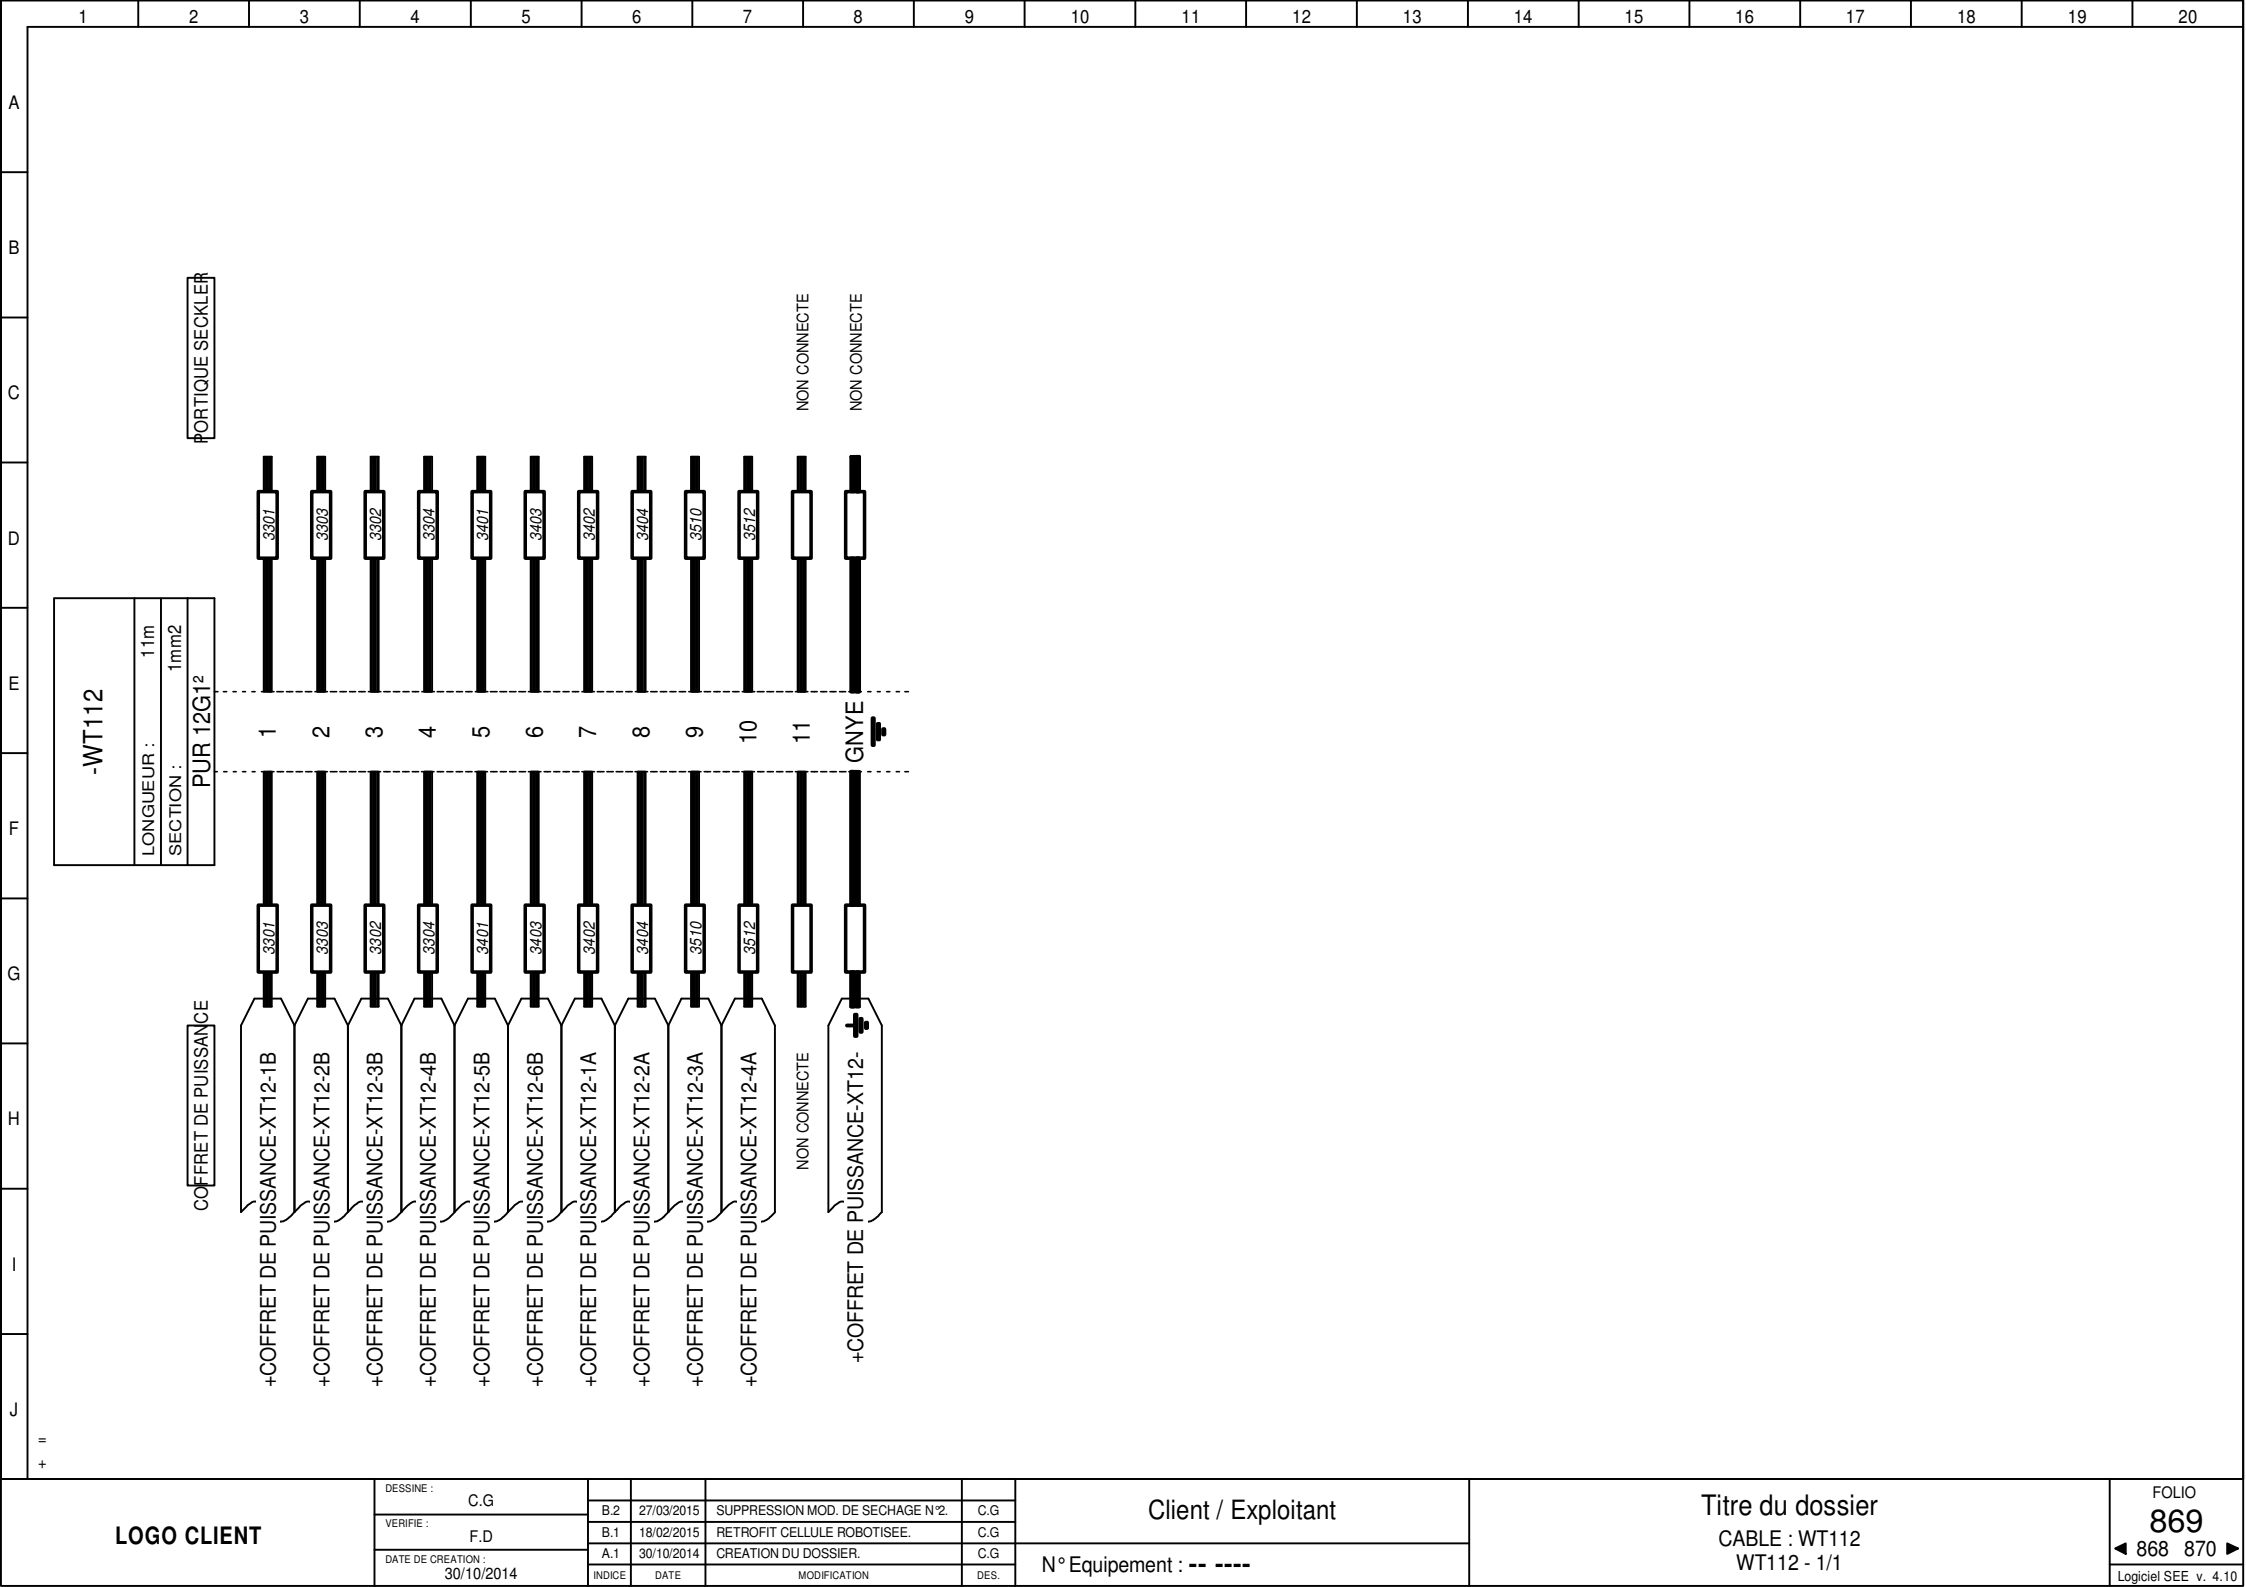 1 2 3 4 5 6 7 8 9 10 11 12 13 14 15 16 17 18 19 20
A
B
C
D
E
F
G
H
I
J
PORTIQUE SECKLER
NON CONNECTE
NON CONNECTE
3301 3303 3302 3304 3401 3403 3402 3404 3510 3512
-WT112
LONGUEUR : 11m
SECTION : 1mm2
PUR 12G1²
1 2 3 4 5 6 7 8 9 10 11 GNYE
3301 3303 3302 3304 3401 3403 3402 3404 3510 3512
COFFRET DE PUISSANCE
+COFFRET DE PUISSANCE-XT12-1B
+COFFRET DE PUISSANCE-XT12-2B
+COFFRET DE PUISSANCE-XT12-3B
+COFFRET DE PUISSANCE-XT12-4B
+COFFRET DE PUISSANCE-XT12-5B
+COFFRET DE PUISSANCE-XT12-6B
+COFFRET DE PUISSANCE-XT12-1A
+COFFRET DE PUISSANCE-XT12-2A
+COFFRET DE PUISSANCE-XT12-3A
+COFFRET DE PUISSANCE-XT12-4A
NON CONNECTE
+COFFRET DE PUISSANCE-XT12-
=
+
LOGO CLIENT
DESSINE :
C.G
VERIFIE :
F.D
DATE DE CREATION :
30/10/2014
B.2 27/03/2015 SUPPRESSION MOD. DE SECHAGE N°2. C.G
B.1 18/02/2015 RETROFIT CELLULE ROBOTISEE. C.G
A.1 30/10/2014 CREATION DU DOSSIER. C.G
INDICE DATE MODIFICATION DES.
Client / Exploitant
N° Equipement : -- ----
Titre du dossier
CABLE : WT112
WT112 - 1/1
FOLIO
869
◄ 868 870 ►
Logiciel SEE v. 4.10